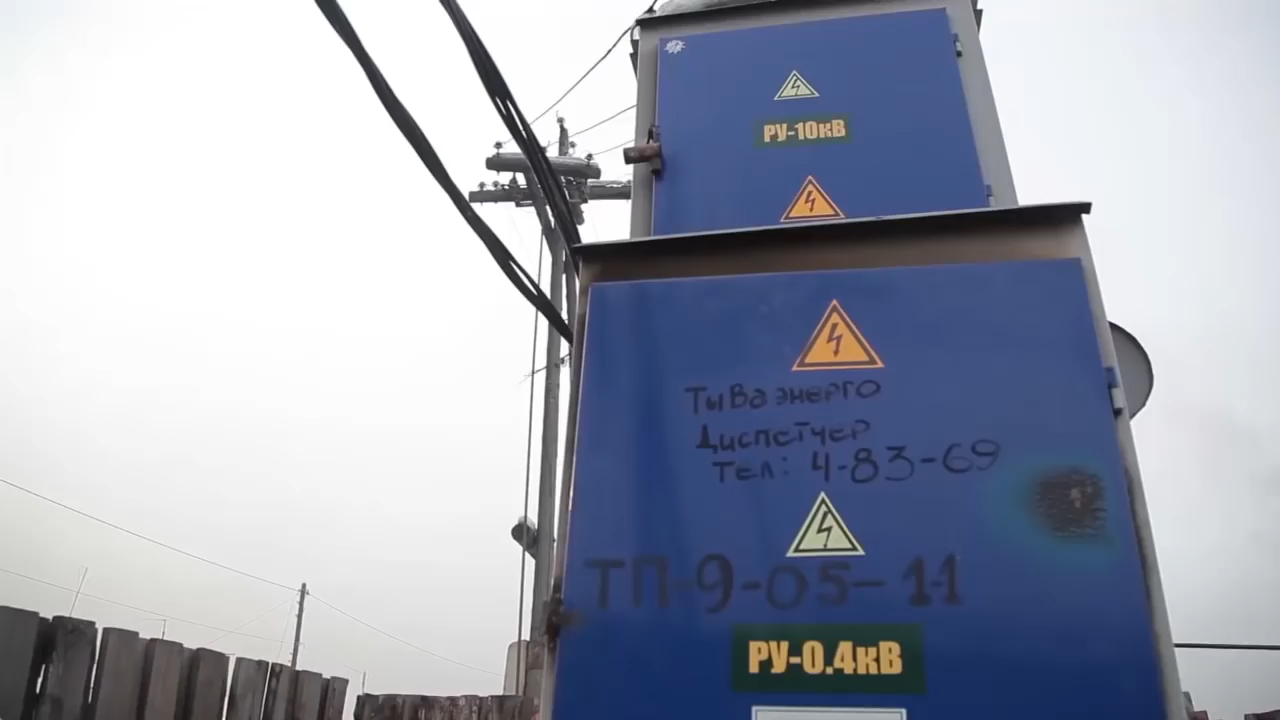 РУ-10кВ
ТыВаэнерго
Диспетчер
Тел: 4-83-69
ТП-9-05-11
РУ-0.4кВ